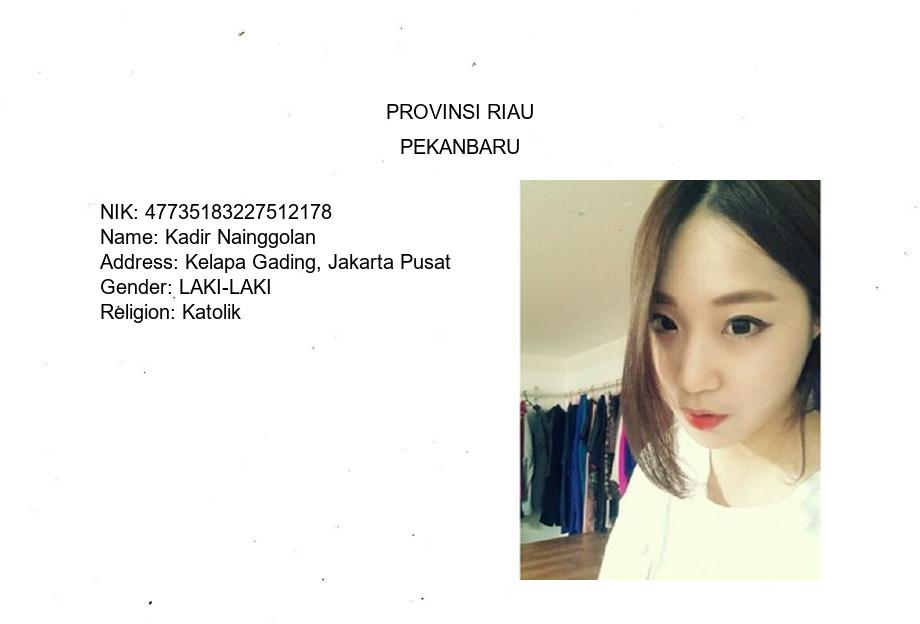 PROVINSI RIAU
PEKANBARU
NIK: 47735183227512178
Name: Kadir Nainggolan
Address: Kelapa Gading, Jakarta Pusat
Gender: LAKI-LAKI
Religion: Katolik